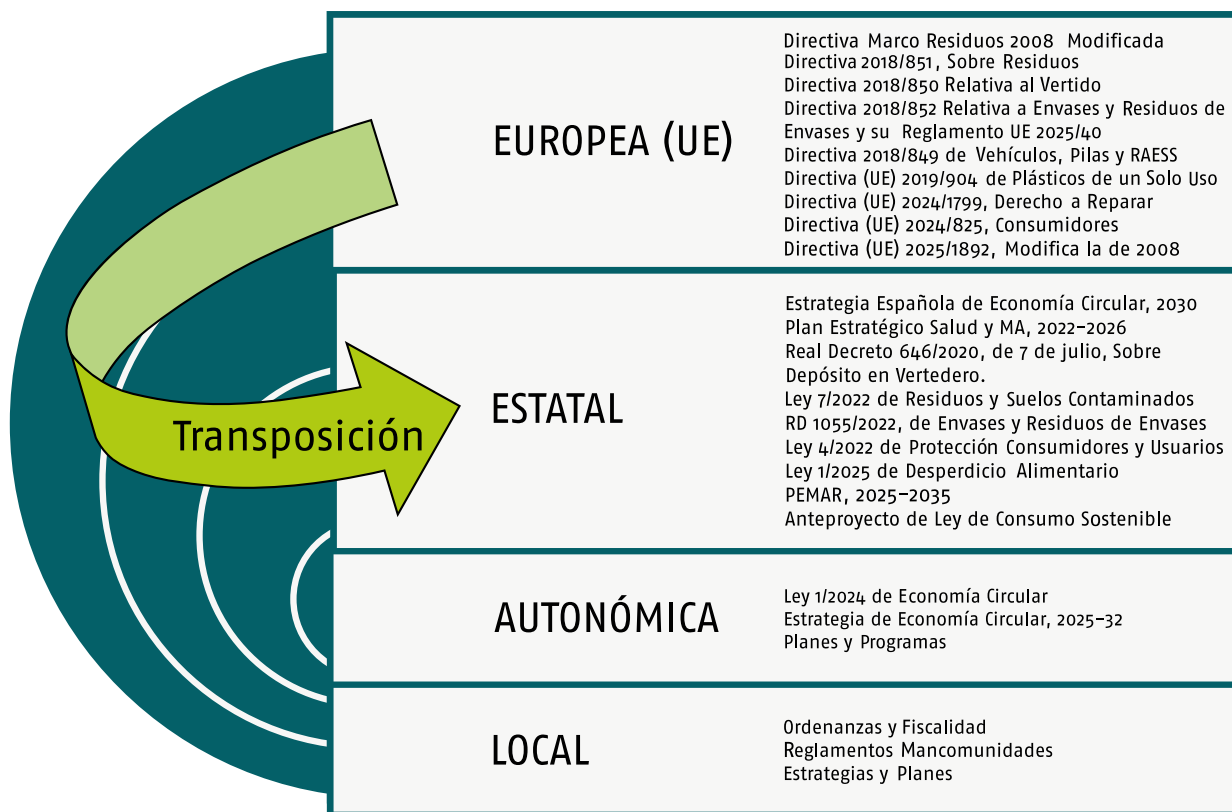 EUROPEA (UE)
Directiva Marco Residuos 2008 Modificada
Directiva 2018/851, Sobre Residuos
Directiva 2018/850 Relativa al Vertido
Directiva 2018/852 Relativa a Envases y Residuos de
Envases y su Reglamento UE 2025/40
Directiva 2018/849 de Vehículos, Pilas y RAESS
Directiva (UE) 2019/904 de Plásticos de un Solo Uso
Directiva (UE) 2024/1799, Derecho a Reparar
Directiva (UE) 2024/825, Consumidores
Directiva (UE) 2025/1892, Modifica la de 2008
Transposición
ESTATAL
Estrategia Española de Economía Circular, 2030
Plan Estratégico Salud y MA, 2022-2026
Real Decreto 646/2020, de 7 de julio, Sobre
Depósito en Vertedero.
Ley 7/2022 de Residuos y Suelos Contaminados
RD 1055/2022, de Envases y Residuos de Envases
Ley 4/2022 de Protección Consumidores y Usuarios
Ley 1/2025 de Desperdicio Alimentario
PEMAR, 2025-2035
Anteproyecto de Ley de Consumo Sostenible
AUTONÓMICA
Ley 1/2024 de Economía Circular
Estrategia de Economía Circular, 2025-32
Planes y Programas
LOCAL
Ordenanzas y Fiscalidad
Reglamentos Mancomunidades
Estrategias y Planes